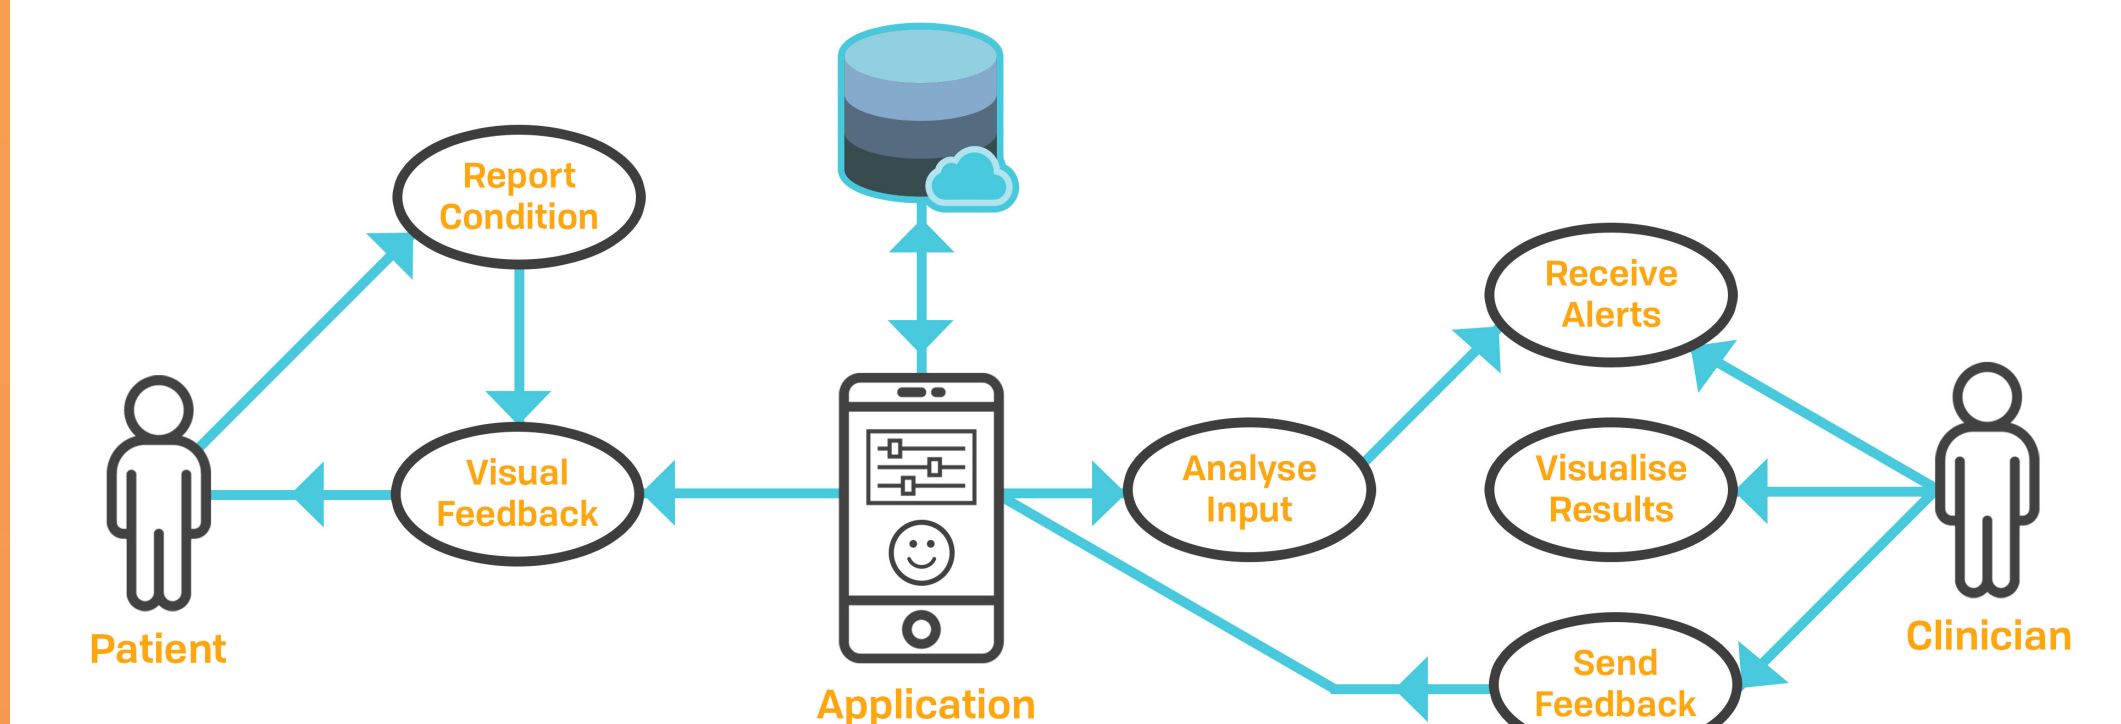 Report
Condition
Visual
Feedback
Patient
Application
Analyse
Input
Receive
Alerts
Visualise
Results
Send
Feedback
Clinician